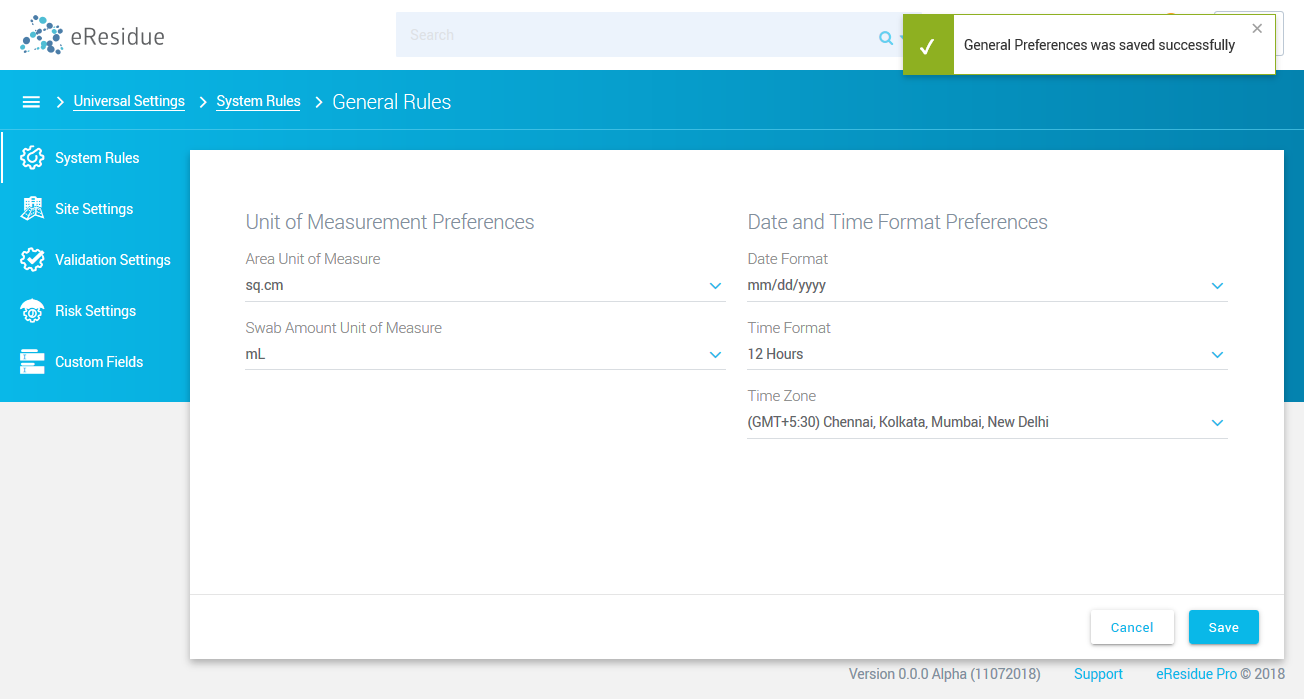 eResidue
Search
General Preferences was saved successfully
Universal Settings
System Rules
General Rules
System Rules
Site Settings
Validation Settings
Risk Settings
Custom Fields
Unit of Measurement Preferences
Area Unit of Measure
sq.cm
Swab Amount Unit of Measure
mL
Date and Time Format Preferences
Date Format
mm/dd/yyyy
Time Format
12 Hours
Time Zone
(GMT+5:30) Chennai, Kolkata, Mumbai, New Delhi
Cancel
Save
Version 0.0.0 Alpha (11072018)
Support
eResidue Pro © 2018